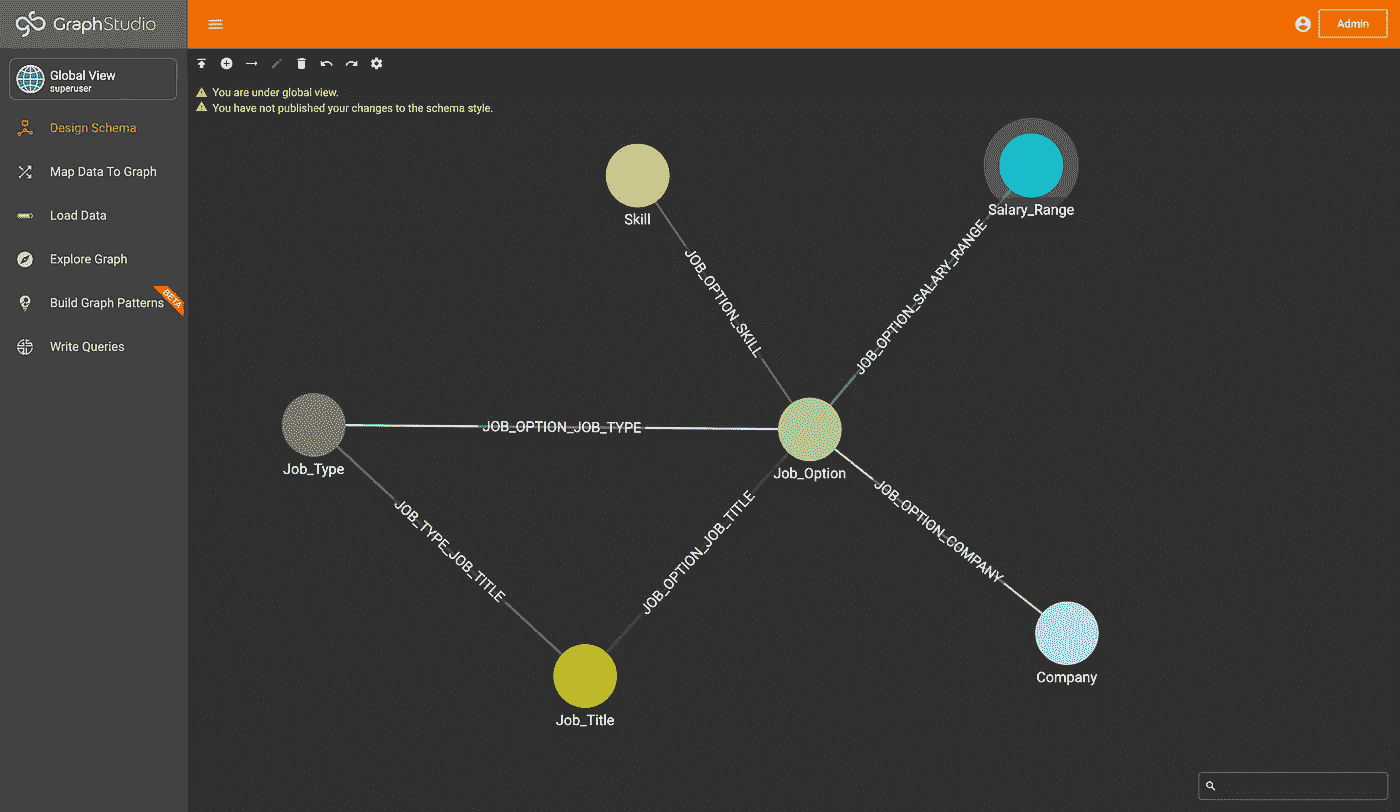 GraphStudio
Admin
Global View
superuser
Design Schema
Map Data To Graph
Load Data
Explore Graph
Build Graph Patterns
BETA
Write Queries
You are under global view.
You have not published your changes to the schema style.
Skill
Salary_Range
JOB_OPTION_SKILL
JOB_OPTION_SALARY_RANGE
JOB_OPTION_JOB_TYPE
Job_Type
Job_Option
JOB_TYPE_JOB_TITLE
JOB_OPTION_JOB_TITLE
JOB_OPTION_COMPANY
Company
Job_Title